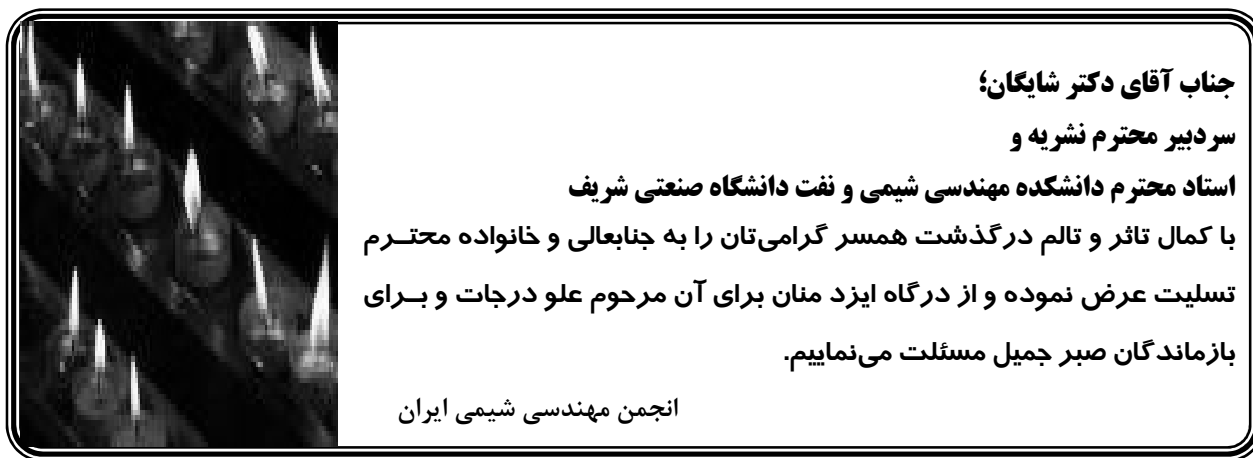 جناب آقای دکتر شایگان؛
سردبیر محترم نشریه و
استاد محترم دانشکده مهندسی شیمی و نفت دانشگاه صنعتی شریف
با کمال تاثر و تالم درگذشت همسر گرامی‌تان را به جنابعالی و خانواده محتــرم
تسلیت عرض نموده و از درگاه ایزد منان برای آن مرحوم علو درجات و بــرای
بازماندگان صبر جمیل مسئلت می‌نماییم.
انجمن مهندسی شیمی ایران